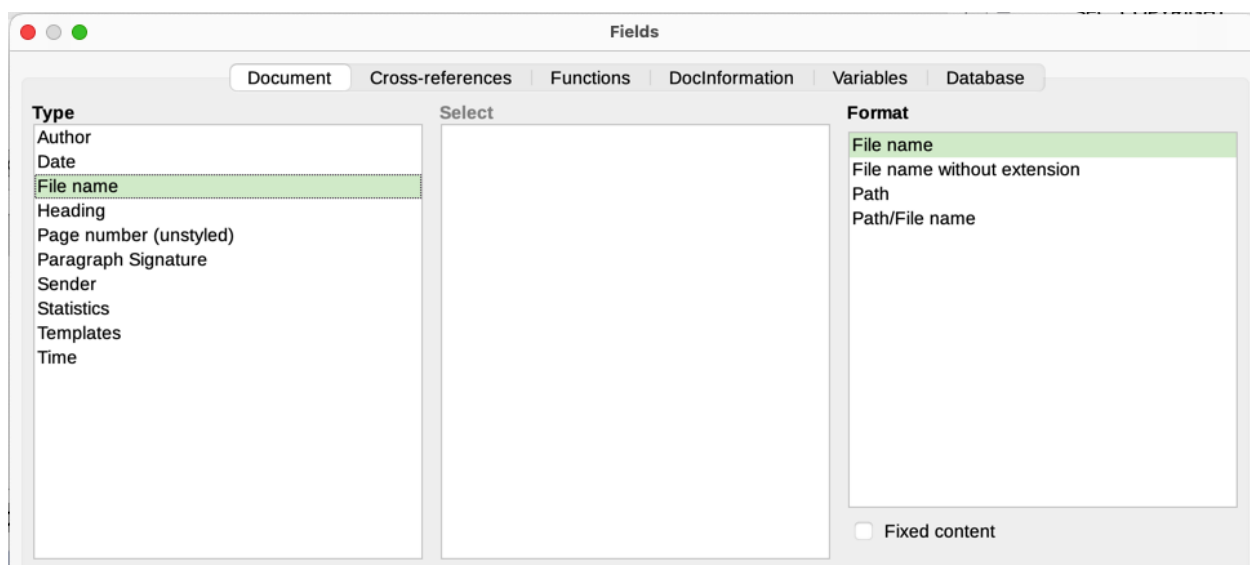 Fields
Document Cross-references Functions DocInformation Variables Database
Type
Author
Date
File name
Heading
Page number (unstyled)
Paragraph Signature
Sender
Statistics
Templates
Time
Select
Format
File name
File name without extension
Path
Path/File name
Fixed content